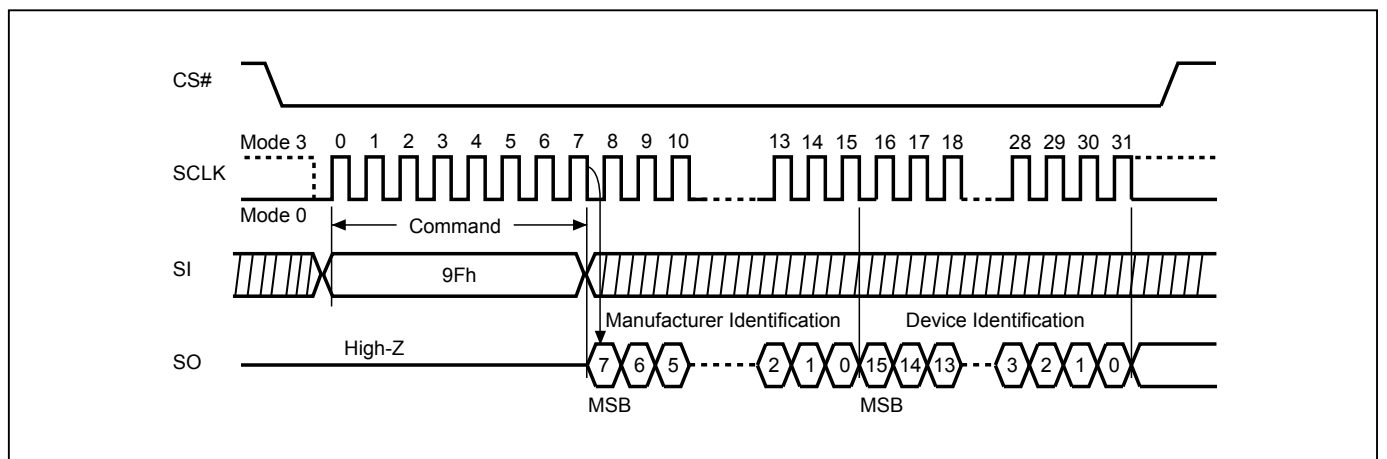 CS#
Mode 3 0 1 2 3 4 5 6 7 8 9 10 13 14 15 16 17 18 28 29 30 31
SCLK
Mode 0
Command
SI
9Fh
Manufacturer Identification Device Identification
High-Z
SO
7 6 5 2 1 0 15 14 13 3 2 1 0
MSB MSB